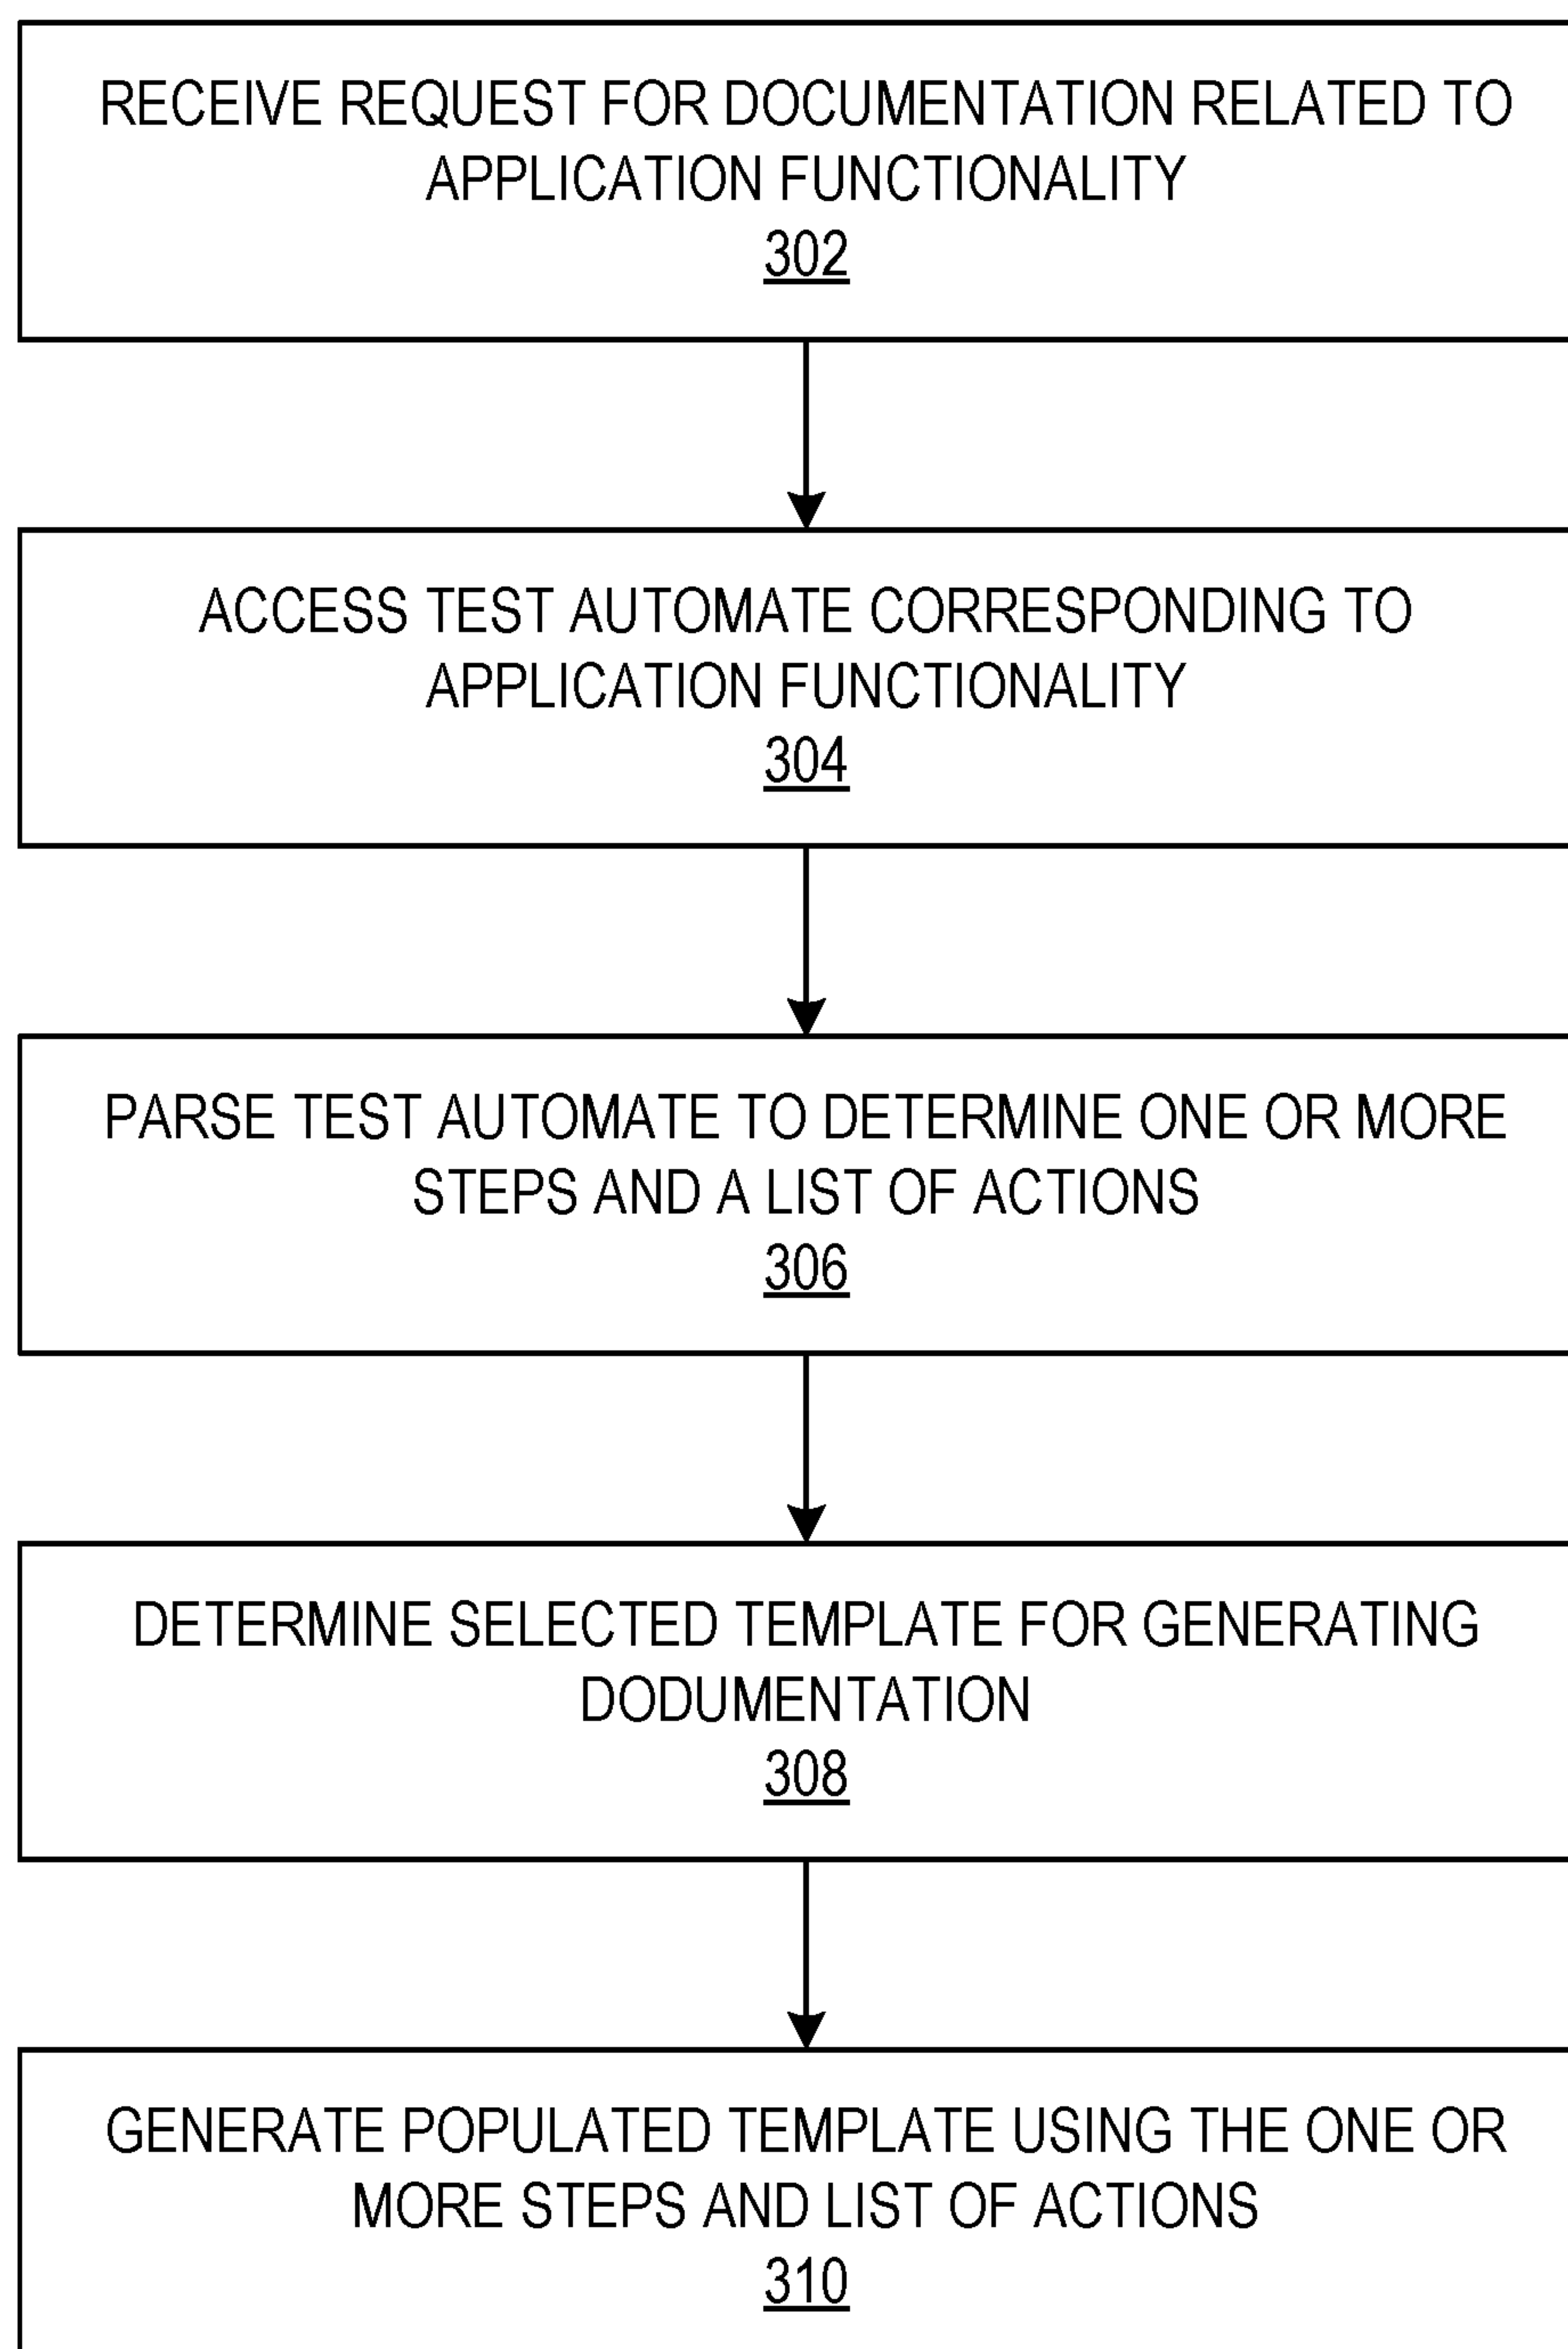 RECEIVE REQUEST FOR DOCUMENTATION RELATED TO
APPLICATION FUNCTIONALITY
302
ACCESS TEST AUTOMATE CORRESPONDING TO
APPLICATION FUNCTIONALITY
304
PARSE TEST AUTOMATE TO DETERMINE ONE OR MORE
STEPS AND A LIST OF ACTIONS
306
DETERMINE SELECTED TEMPLATE FOR GENERATING
DODUMENTATION
308
GENERATE POPULATED TEMPLATE USING THE ONE OR
MORE STEPS AND LIST OF ACTIONS
310